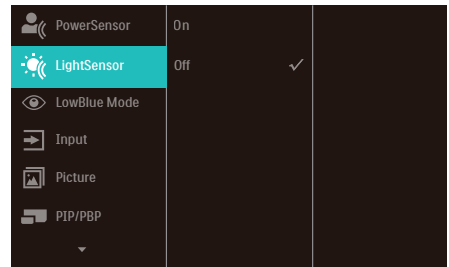 PowerSensor
On
LightSensor
Off
LowBlue Mode
Input
Picture
PIP/PBP